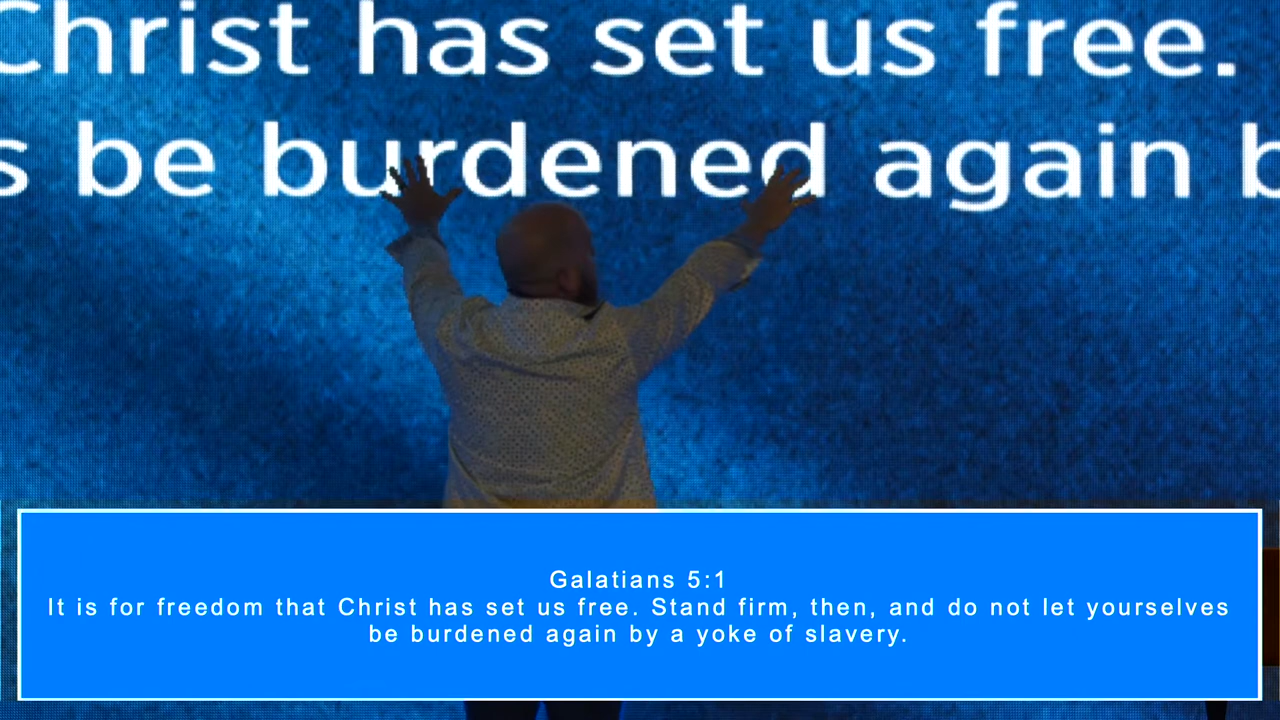 Christ has set us free.
s be burdened again b
Galatians 5:1
It is for freedom that Christ has set us free. Stand firm, then, and do not let yourselves
be burdened again by a yoke of slavery.